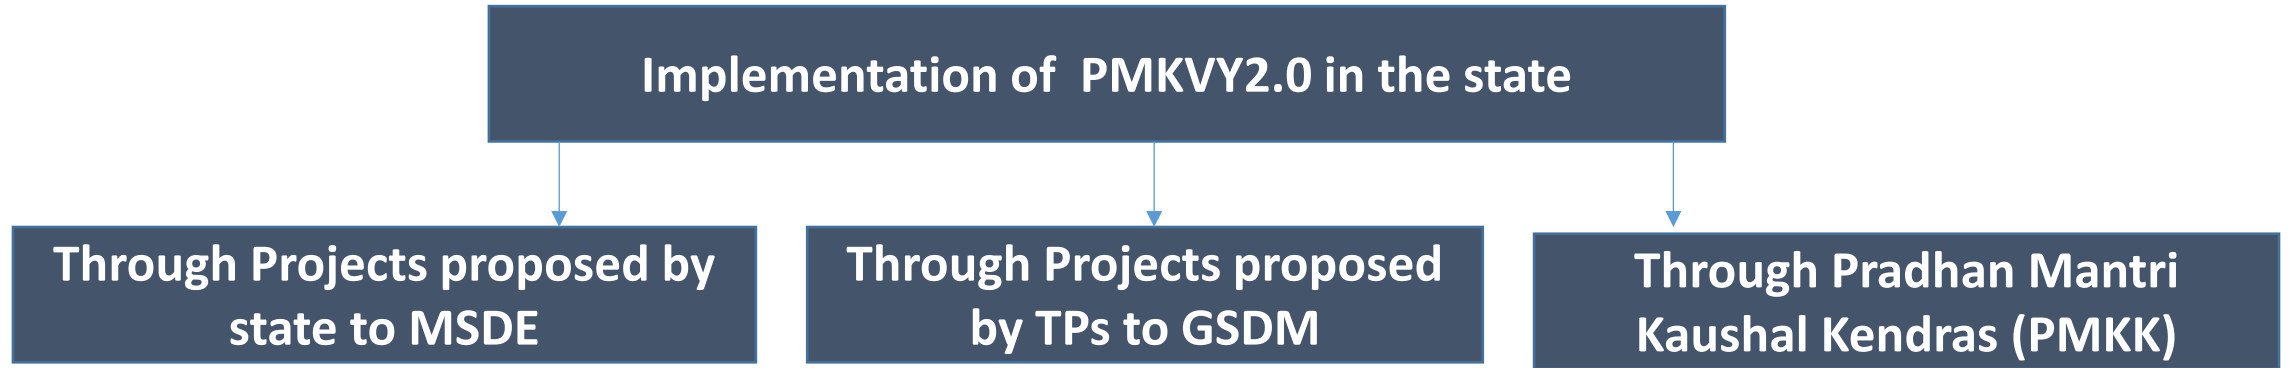 Implementation of  PMKVY2.0 in the state
Through Projects proposed by
state to MSDE
Through Projects proposed
by TPs to GSDM
Through Pradhan Mantri
Kaushal Kendras (PMKK)